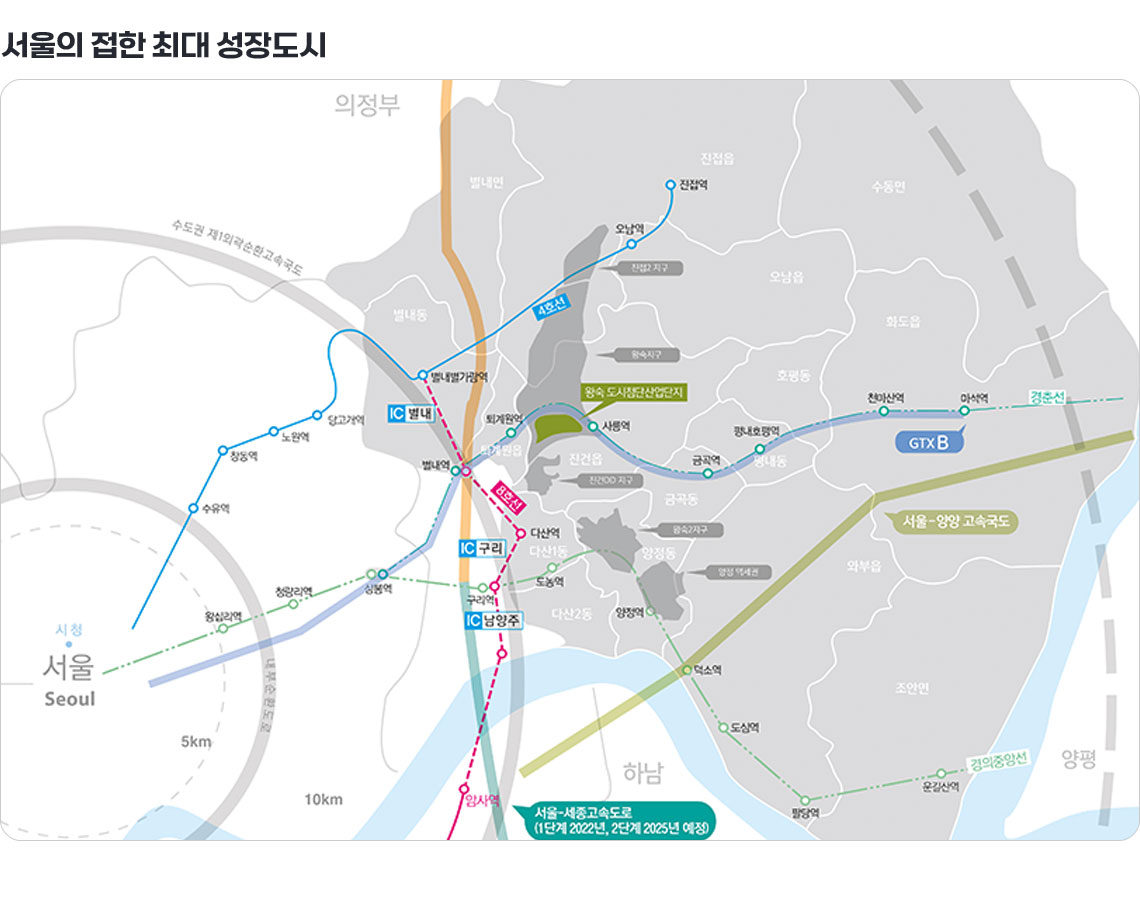 서울의 접한 최대 성장도시
의정부
진접읍
별내면
진접역
수동면
오남역
수도권 제1외곽순환고속국도
진접2 지구
오남읍
4호선
별내동
화도읍
왕숙지구
별내별가람역
호평동
왕숙 도시첨단산업단지
천마산역
마석역
경춘선
IC 별내
당고개역
퇴계원역
사릉역
노원역
평내호평역
GTX B
창동역
퇴계원읍
별내역
진건읍
금곡역
평내동
진건OO 지구
8호선
금곡동
수유역
서울-양양 고속국도
다산역
왕숙2지구
IC 구리
다산1동
양정동
와부읍
양정 역세권
도농역
상봉역
청량리역
구리역
다산2동
양정역
왕십리역
IC 남양주
시청
서울
Seoul
내부순환도로
덕소역
조안면
도심역
5km
하남
양평
경의중앙선
10km
운길산역
암사역
팔당역
서울-세종고속도로
(1단계 2022년, 2단계 2025년 예정)